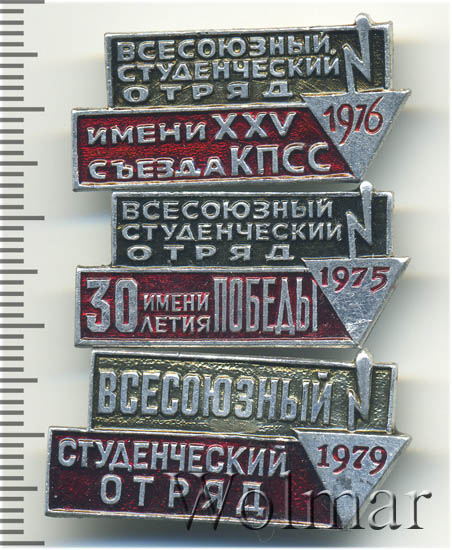 ВСЕСОЮЗНЫЙ
СТУДЕНЧЕСКИЙ
ОТРЯД
1976
ИМЕНИ XXV
СЪЕЗДА КПСС
ВСЕСОЮЗНЫЙ
СТУДЕНЧЕСКИЙ
ОТРЯД
1975
30 ИМЕНИ
ЛЕТИЯ ПОБЕДЫ
ВСЕСОЮЗНЫЙ
СТУДЕНЧЕСКИЙ
1979
ОТРЯД
Wolmar